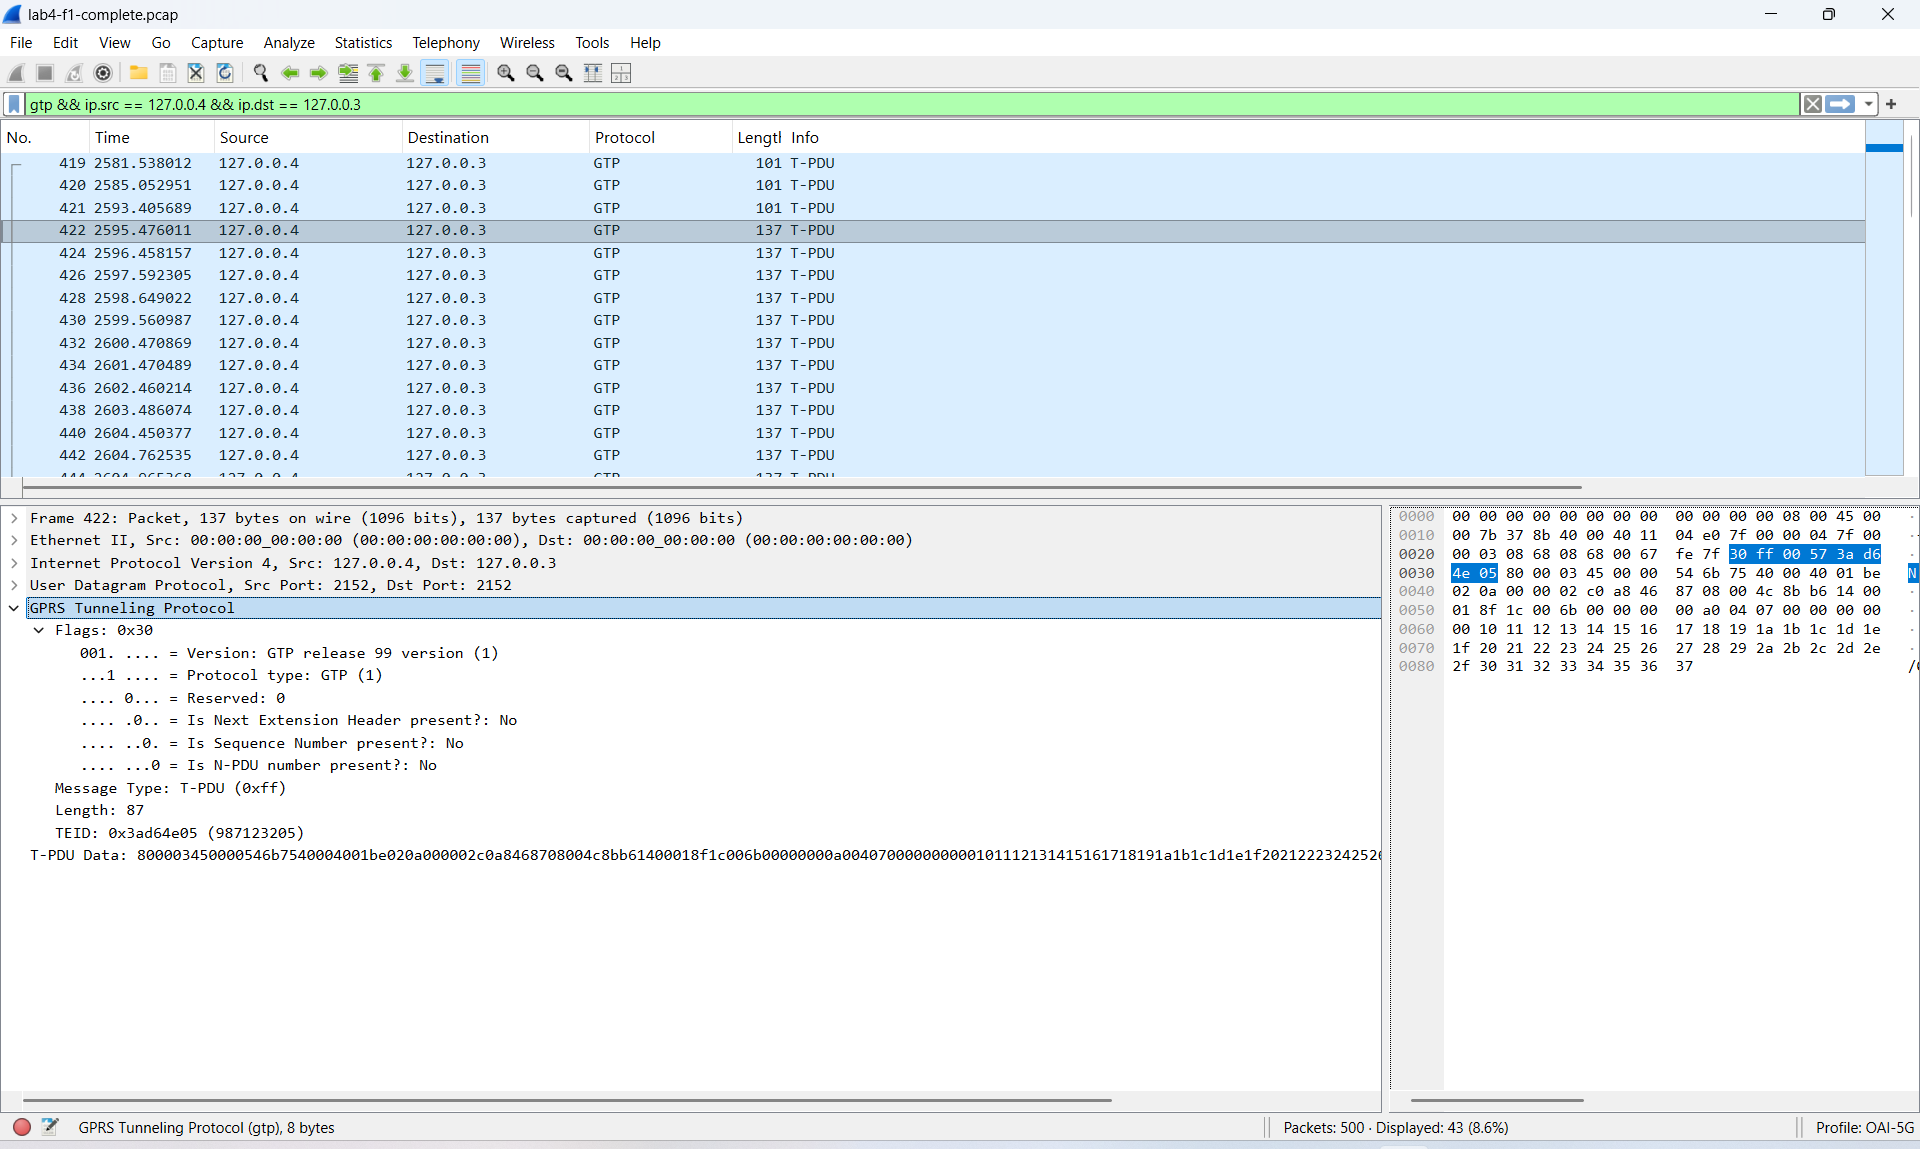 lab4-f1-complete.pcap
File Edit View Go Capture Analyze Statistics Telephony Wireless Tools Help
gtp && ip.src == 127.0.0.4 && ip.dst == 127.0.0.3
No. Time Source Destination Protocol Lengtl Info
419 2581.538012 127.0.0.4 127.0.0.3 GTP 101 T-PDU
420 2585.052951 127.0.0.4 127.0.0.3 GTP 101 T-PDU
421 2593.405689 127.0.0.4 127.0.0.3 GTP 101 T-PDU
422 2595.476011 127.0.0.4 127.0.0.3 GTP 137 T-PDU
424 2596.458157 127.0.0.4 127.0.0.3 GTP 137 T-PDU
426 2597.592305 127.0.0.4 127.0.0.3 GTP 137 T-PDU
428 2598.649022 127.0.0.4 127.0.0.3 GTP 137 T-PDU
430 2599.560987 127.0.0.4 127.0.0.3 GTP 137 T-PDU
432 2600.470869 127.0.0.4 127.0.0.3 GTP 137 T-PDU
434 2601.470489 127.0.0.4 127.0.0.3 GTP 137 T-PDU
436 2602.460214 127.0.0.4 127.0.0.3 GTP 137 T-PDU
438 2603.486074 127.0.0.4 127.0.0.3 GTP 137 T-PDU
440 2604.450377 127.0.0.4 127.0.0.3 GTP 137 T-PDU
442 2604.762535 127.0.0.4 127.0.0.3 GTP 137 T-PDU
Frame 422: Packet, 137 bytes on wire (1096 bits), 137 bytes captured (1096 bits)
Ethernet II, Src: 00:00:00_00:00:00 (00:00:00:00:00:00), Dst: 00:00:00_00:00:00 (00:00:00:00:00:00)
Internet Protocol Version 4, Src: 127.0.0.4, Dst: 127.0.0.3
User Datagram Protocol, Src Port: 2152, Dst Port: 2152
GPRS Tunneling Protocol
Flags: 0x30
001. .... = Version: GTP release 99 version (1)
...1 .... = Protocol type: GTP (1)
.... 0... = Reserved: 0
.... .0.. = Is Next Extension Header present?: No
.... ..0. = Is Sequence Number present?: No
.... ...0 = Is N-PDU number present?: No
Message Type: T-PDU (0xff)
Length: 87
TEID: 0x3ad64e05 (987123205)
T-PDU Data: 800003450000546b7540004001be020a000002c0a8468708004c8bb61400018f1c006b00000000a004070000000000101112131415161718191a1b1c1d1e1f2021222324252
0000 00 00 00 00 00 00 00 00 00 00 00 00 08 00 45 00
0010 00 7b 37 8b 40 00 40 11 04 e0 7f 00 00 04 7f 00
0020 00 03 08 68 08 68 00 67 fe 7f 30 ff 00 57 3a d6
0030 4e 05 80 00 03 45 00 00 54 6b 75 40 00 40 01 be N
0040 02 0a 00 00 02 c0 a8 46 87 08 00 4c 8b b6 14 00
0050 01 8f 1c 00 6b 00 00 00 00 a0 04 07 00 00 00 00
0060 00 10 11 12 13 14 15 16 17 18 19 1a 1b 1c 1d 1e
0070 1f 20 21 22 23 24 25 26 27 28 29 2a 2b 2c 2d 2e
0080 2f 30 31 32 33 34 35 36 37
GPRS Tunneling Protocol (gtp), 8 bytes
Packets: 500 · Displayed: 43 (8.6%)
Profile: OAI-5G